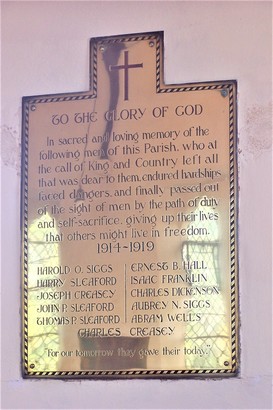 TO THE GLORY OF GOD
In sacred and loving memory of the
following men of this Parish, who at
the call of King and Country left all
that was dear to them, endured hardships
faced dangers, and finally passed out
of the sight of men by the path of duty
and self-sacrifice, giving up their lives
that others might live in freedom.
1914-1919
HAROLD O. SIGGS
HARRY SLEAFORD
JOSEPH CREASEY
JOHN P. SLEAFORD
THOMAS P. SLEAFORD
ERNEST B. HALL
ISAAC FRANKLIN
CHARLES DICKENSON
AUBREY N. SIGGS
ABRAM WELLS
CHARLES CREASEY
"For our tomorrow they gave their today."